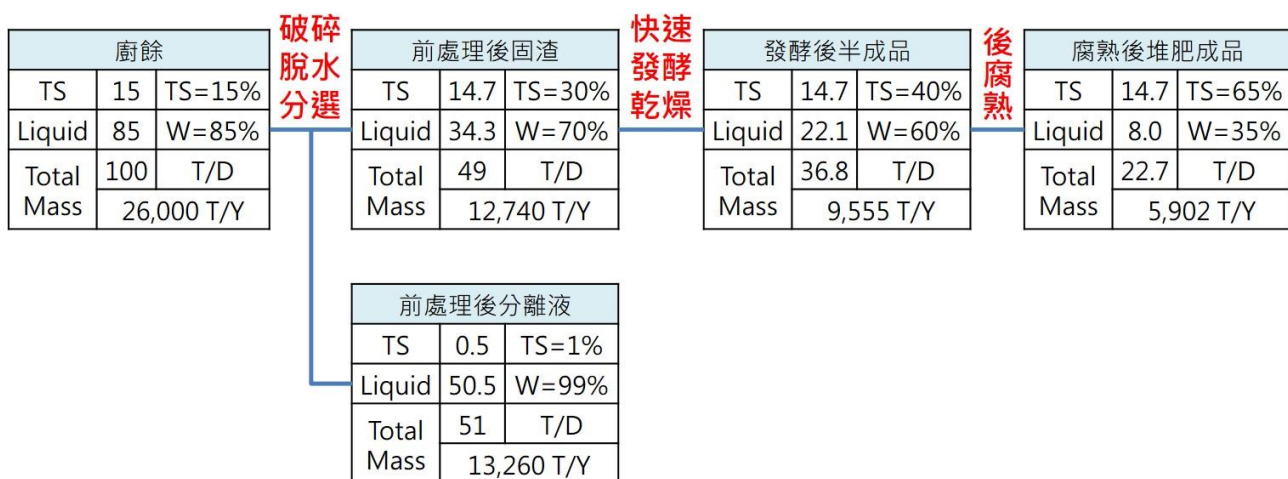 廚餘
TS 15 TS=15%
Liquid 85 W=85%
Total Mass 100 T/D
26,000 T/Y
破碎
脫水
分選
前處理後固渣
TS 14.7 TS=30%
Liquid 34.3 W=70%
Total Mass 49 T/D
12,740 T/Y
快速
發酵
乾燥
發酵後半成品
TS 14.7 TS=40%
Liquid 22.1 W=60%
Total Mass 36.8 T/D
9,555 T/Y
後
腐
熟
腐熟後堆肥成品
TS 14.7 TS=65%
Liquid 8.0 W=35%
Total Mass 22.7 T/D
5,902 T/Y
前處理後分離液
TS 0.5 TS=1%
Liquid 50.5 W=99%
Total Mass 51 T/D
13,260 T/Y